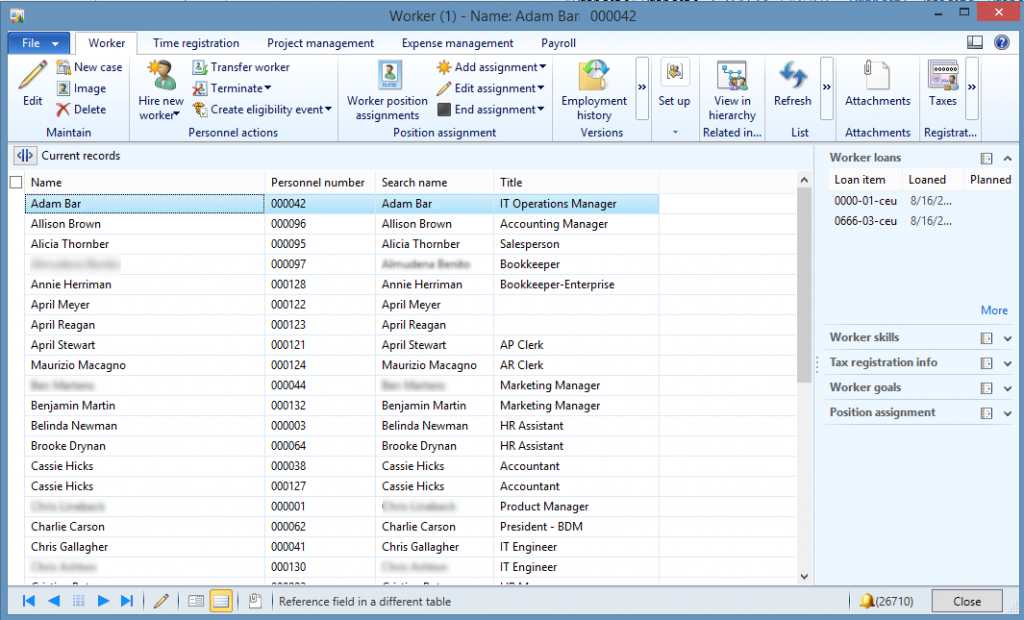 Worker (1) - Name: Adam Bar 000042
File Worker Time registration Project management Expense management Payroll
Edit
New case
Image
Delete
Maintain
Hire new worker
Transfer worker
Terminate
Create eligibility event
Personnel actions
Worker position assignments
Add assignment
Edit assignment
End assignment
Position assignment
Employment history
»
Versions
Set up
View in hierarchy
Related in...
Refresh
»
List
Attachments
Attachments
Taxes
»
Registrat...
Current records
Name Personnel number Search name Title
Adam Bar 000042 Adam Bar IT Operations Manager
Allison Brown 000096 Allison Brown Accounting Manager
Alicia Thornber 000095 Alicia Thornber Salesperson
000097 Bookkeeper
Annie Herriman 000128 Annie Herriman Bookkeeper-Enterprise
April Meyer 000122 April Meyer
April Reagan 000123 April Reagan
April Stewart 000121 April Stewart AP Clerk
Maurizio Macagno 000124 Maurizio Macagno AR Clerk
000044 Marketing Manager
Benjamin Martin 000132 Benjamin Martin Marketing Manager
Belinda Newman 000003 Belinda Newman HR Assistant
Brooke Drynan 000064 Brooke Drynan HR Assistant
Cassie Hicks 000038 Cassie Hicks Accountant
Cassie Hicks 000127 Cassie Hicks Accountant
000001 Product Manager
Charlie Carson 000062 Charlie Carson President - BDM
Chris Gallagher 000041 Chris Gallagher IT Engineer
000130 IT Engineer
Worker loans
Loan item Loaned Planned
0000-01-ceu 8/16/2...
0666-03-ceu 8/16/2...
More
Worker skills
Tax registration info
Worker goals
Position assignment
Reference field in a different table
(26710)
Close